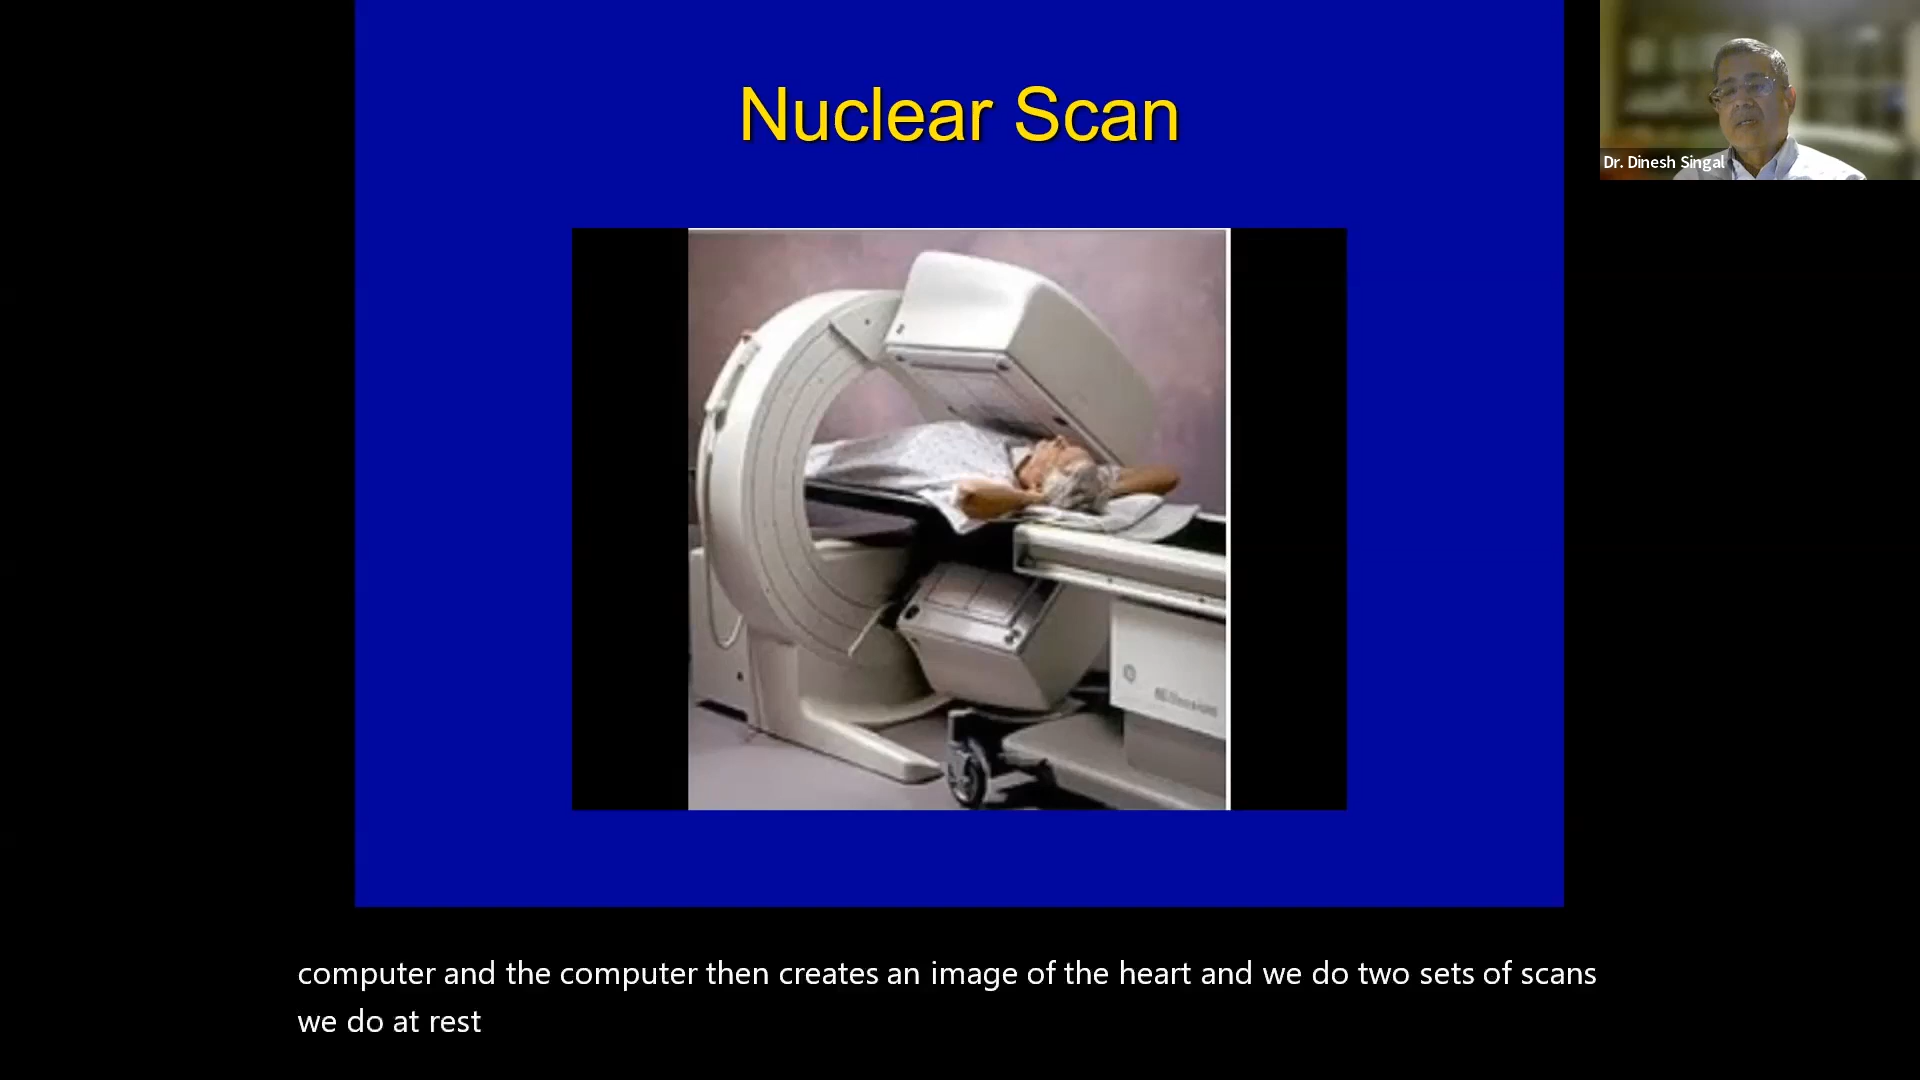 Nuclear Scan
Dr. Dinesh Singal
computer and the computer then creates an image of the heart and we do two sets of scans
we do at rest